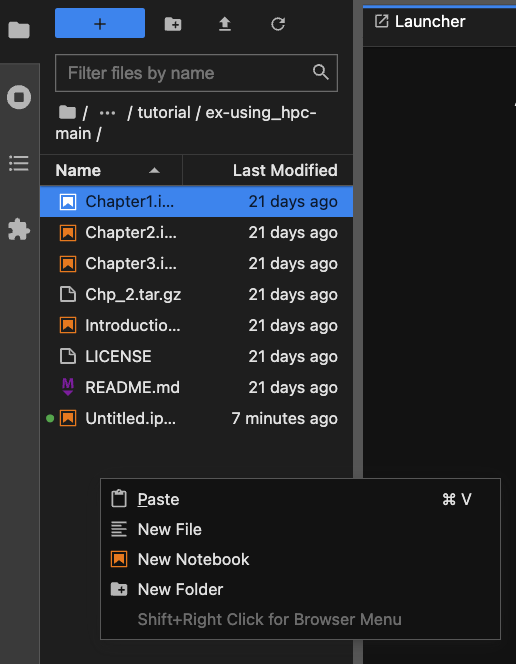 +
Filter files by name
/ ··· / tutorial / ex-using_hpc-
main /
Name Last Modified
Chapter1.i... 21 days ago
Chapter2.i... 21 days ago
Chapter3.i... 21 days ago
Chp_2.tar.gz 21 days ago
Introductio... 21 days ago
LICENSE 21 days ago
README.md 21 days ago
Untitled.ip... 7 minutes ago
Launcher
Paste ⌘ V
New File
New Notebook
New Folder
Shift+Right Click for Browser Menu